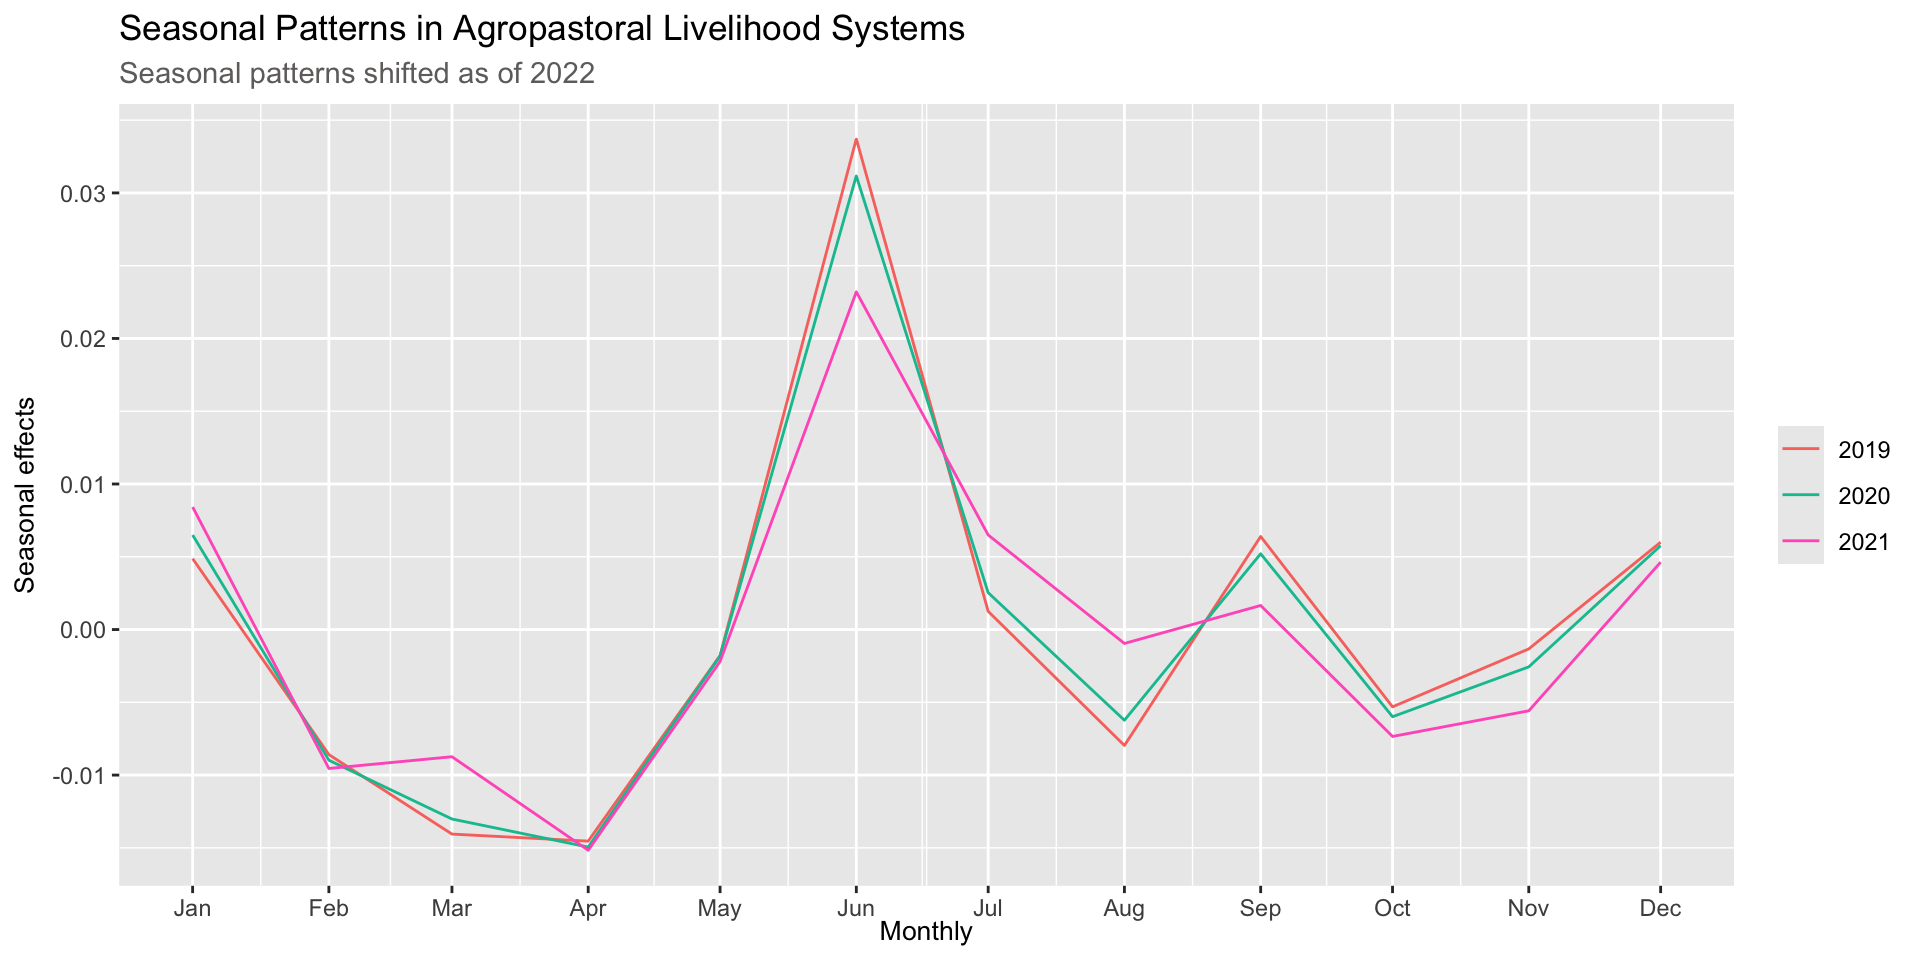 Seasonal Patterns in Agropastoral Livelihood Systems
Seasonal patterns shifted as of 2022
Seasonal effects
0.03
0.02
0.01
0.00
-0.01
Jan Feb Mar Apr May Jun Jul Aug Sep Oct Nov Dec
Monthly
2019
2020
2021